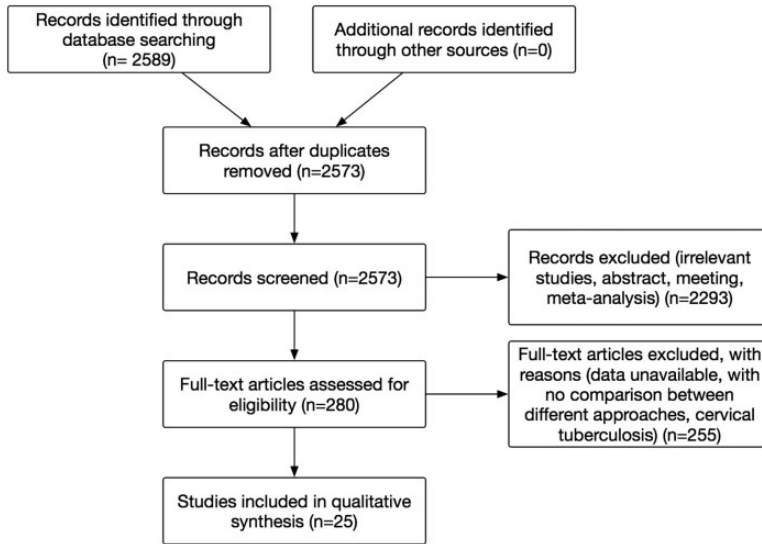 Records identified through
database searching
(n= 2589)
Additional records identified
through other sources (n=0)
Records after duplicates
removed (n=2573)
Records screened (n=2573)
Records excluded (irrelevant
studies, abstract, meeting,
meta-analysis) (n=2293)
Full-text articles assessed for
eligibility (n=280)
Full-text articles excluded, with
reasons (data unavailable, with
no comparison between
different approaches, cervical
tuberculosis) (n=255)
Studies included in qualitative
synthesis (n=25)